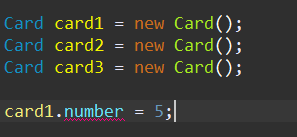 Card card1 = new Card();
Card card2 = new Card();
Card card3 = new Card();
card1.number = 5;